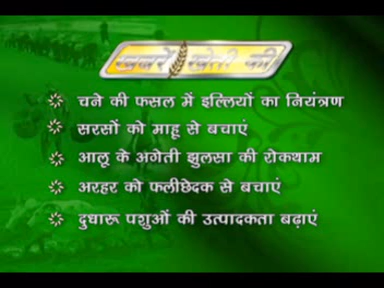 खबरें खेती की
चने की फसल में इल्लियों का नियंत्रण
सरसों को माहू से बचाएं
आलू के अगेती झुलसा की रोकथाम
अरहर को फलीछेदक से बचाएं
दुधारू पशुओं की उत्पादकता बढ़ाएं